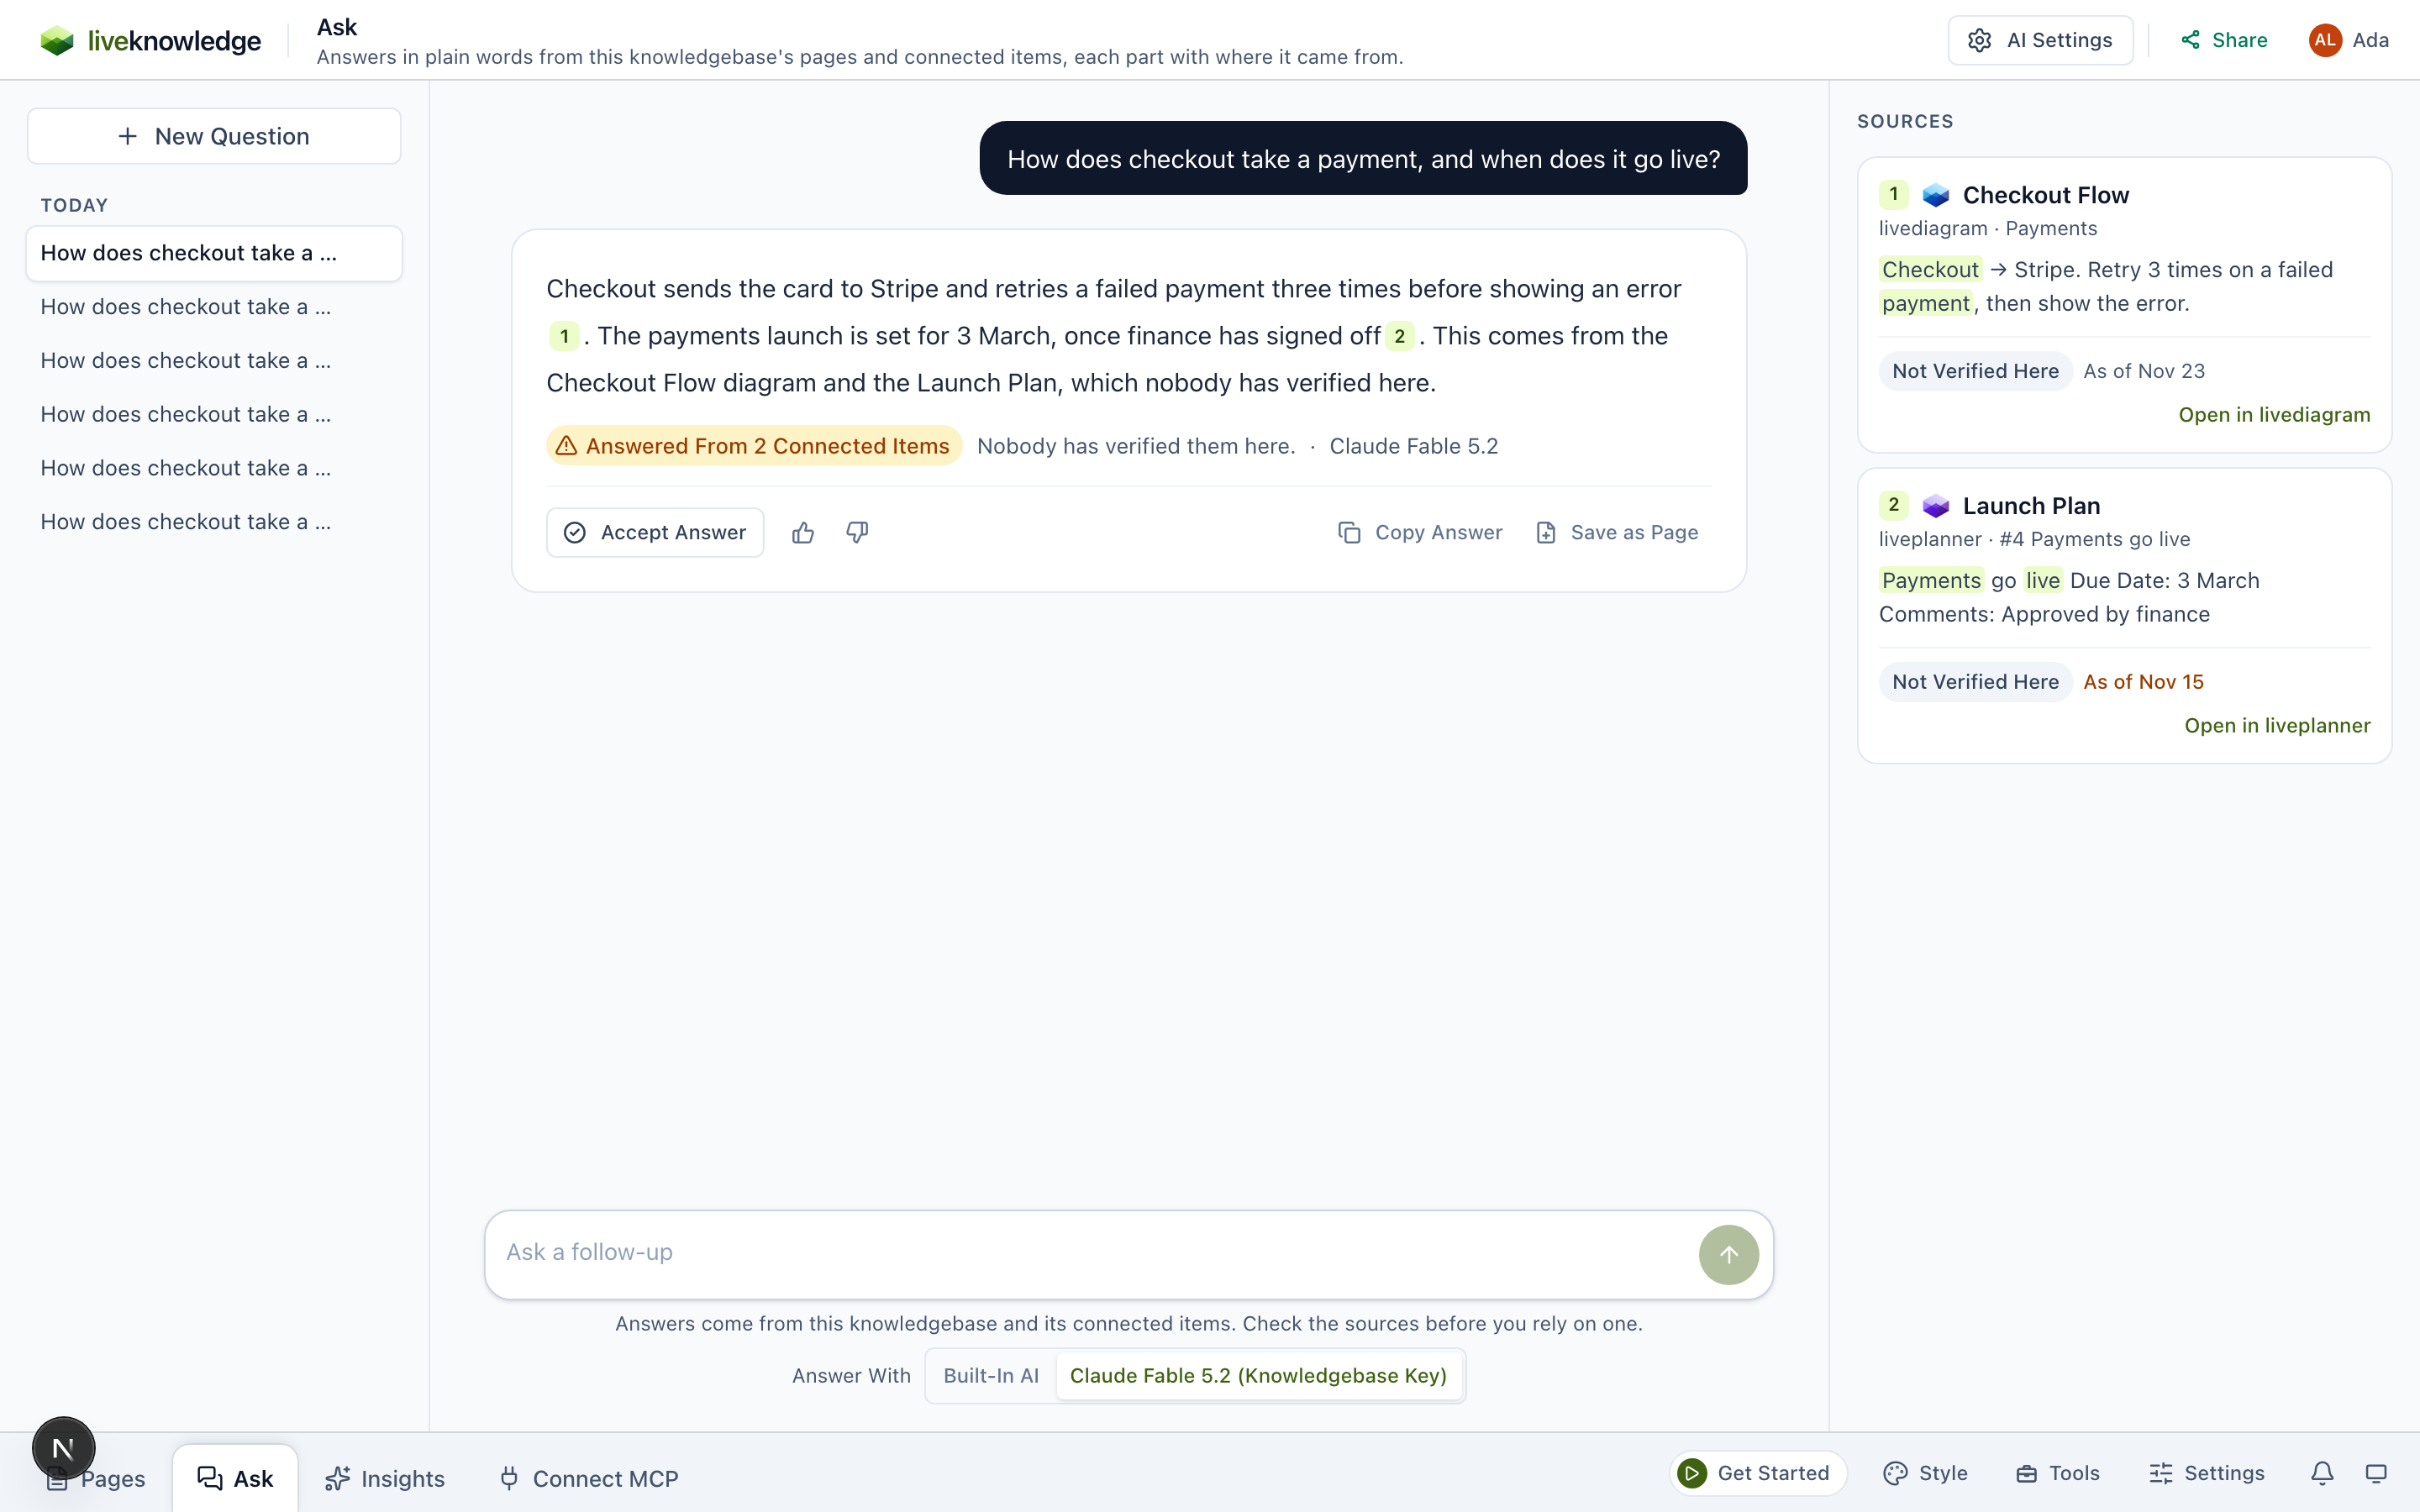 liveknowledge
Ask
Answers in plain words from this knowledgebase's pages and connected items, each part with where it came from.
AI Settings
Share
AL
Ada
New Question
TODAY
How does checkout take a ...
How does checkout take a ...
How does checkout take a ...
How does checkout take a ...
How does checkout take a ...
How does checkout take a ...
How does checkout take a payment, and when does it go live?
Checkout sends the card to Stripe and retries a failed payment three times before showing an error
1. The payments launch is set for 3 March, once finance has signed off 2. This comes from the
Checkout Flow diagram and the Launch Plan, which nobody has verified here.
Answered From 2 Connected Items Nobody has verified them here. · Claude Fable 5.2
Accept Answer
Copy Answer
Save as Page
SOURCES
1 Checkout Flow
livediagram · Payments
Checkout → Stripe. Retry 3 times on a failed
payment, then show the error.
Not Verified Here As of Nov 23
Open in livediagram
2 Launch Plan
liveplanner · #4 Payments go live
Payments go live Due Date: 3 March
Comments: Approved by finance
Not Verified Here As of Nov 15
Open in liveplanner
Ask a follow-up
Answers come from this knowledgebase and its connected items. Check the sources before you rely on one.
Answer With Built-In AI Claude Fable 5.2 (Knowledgebase Key)
N
Pages
Ask
Insights
Connect MCP
Get Started
Style
Tools
Settings